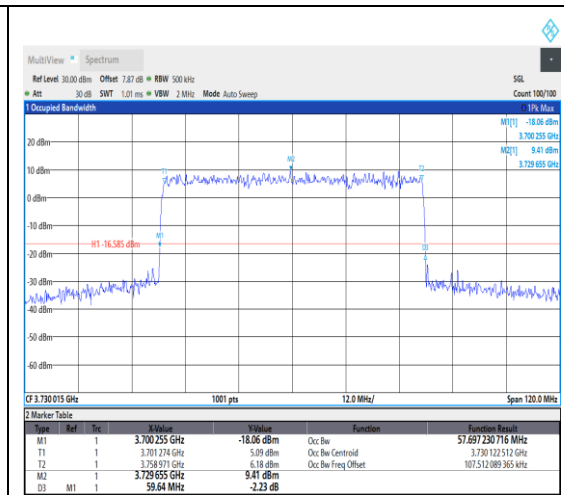 MultiView Spectrum
Ref Level 30.00 dBm Offset 7.87 dB RBW 500 kHz SGL
Att 30 dB SWT 1.01 ms VBW 2 MHz Mode Auto Sweep Count 100/100
1 Occupied Bandwidth 1Pk Max
M1[1] -18.06 dBm
3.700 255 GHz
M2[1] 9.41 dBm
3.729 655 GHz
20 dBm
M2
T1
T2
10 dBm
0 dBm
-10 dBm
M1
H1 -16.585 dBm
D3
-20 dBm
-30 dBm
-40 dBm
-50 dBm
-60 dBm
CF 3.730 015 GHz 1001 pts 12.0 MHz/ Span 120.0 MHz
2 Marker Table
Type Ref Trc X-Value Y-Value Function Function Result
M1 1 3.700 255 GHz -18.06 dBm Occ Bw 57.697 230 716 MHz
T1 1 3.701 274 GHz 5.09 dBm Occ Bw Centroid 3.730 122 512 GHz
T2 1 3.758 971 GHz 6.18 dBm Occ Bw Freq Offset 107.512 089 365 kHz
M2 1 3.729 655 GHz 9.41 dBm
D3 M1 1 59.64 MHz -2.23 dB